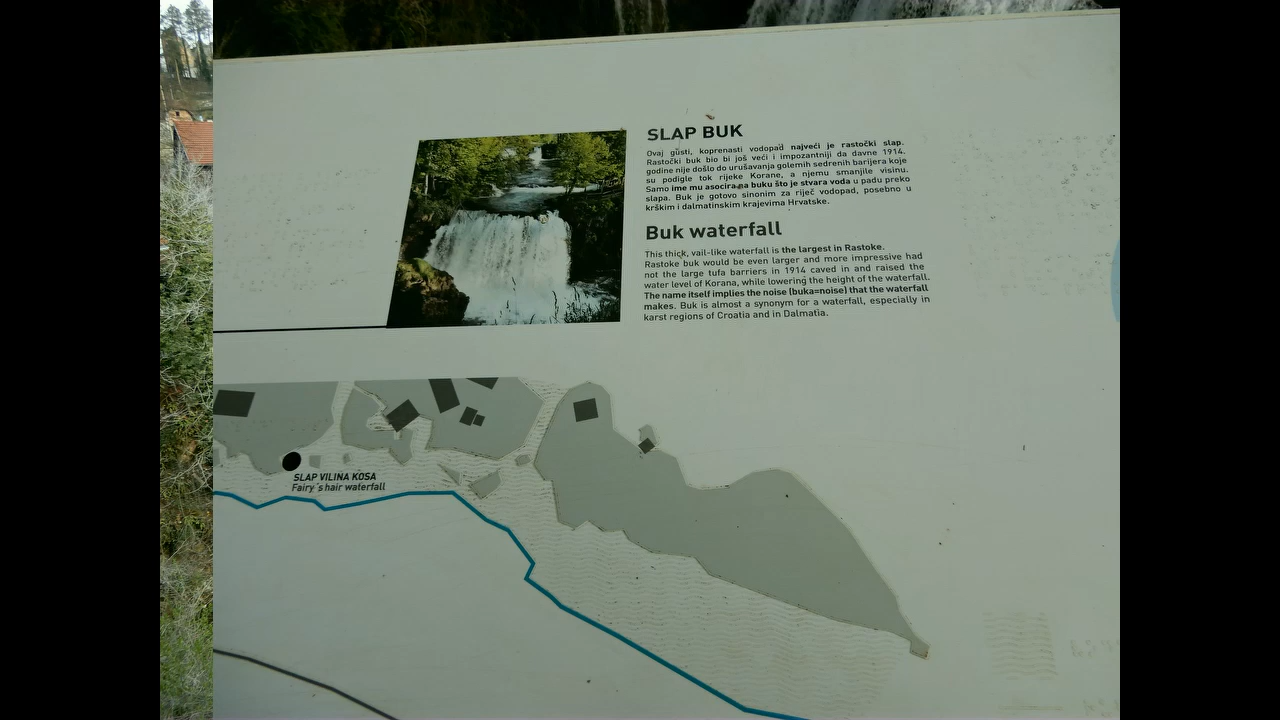 SLAP BUK
Ovaj gusti, koprenasti vodopad najveći je rastočki slap.
Rastočki buk bio bi još veći i impozantniji da davne 1914.
godine nije došlo do urušavanja golemih sedrenih barijera koje
su podigle tok rijeke Korane, a njemu smanjile visinu.
Samo ime mu asocira na buku što je stvara voda u padu preko
slapa. Buk je gotovo sinonim za riječ vodopad, posebno u
krškim i dalmatinskim krajevima Hrvatske.
Buk waterfall
This thick, vail-like waterfall is the largest in Rastoke.
Rastoke buk would be even larger and more impressive had
not the large tufa barriers in 1914 caved in and raised the
water level of Korana, while lowering the height of the waterfall.
The name itself implies the noise (buka=noise) that the waterfall
makes. Buk is almost a synonym for a waterfall, especially in
karst regions of Croatia and in Dalmatia.
SLAP VILINA KOSA
Fairy's hair waterfall